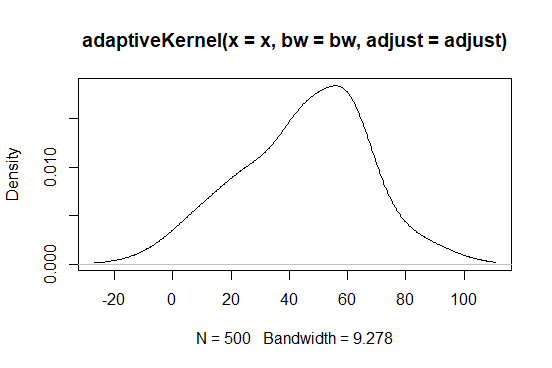 adaptiveKernel(x = x, bw = bw, adjust = adjust)
Density
0.010
0.000
-20 0 20 40 60 80 100
N = 500 Bandwidth = 9.278